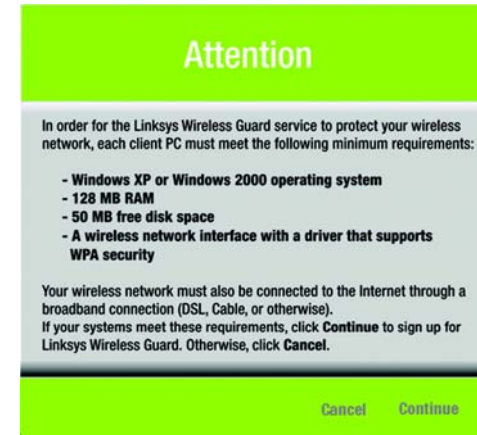 Attention
In order for the Linksys Wireless Guard service to protect your wireless
network, each client PC must meet the following minimum requirements:
- Windows XP or Windows 2000 operating system
- 128 MB RAM
- 50 MB free disk space
- A wireless network interface with a driver that supports
WPA security
Your wireless network must also be connected to the Internet through a
broadband connection (DSL, Cable, or otherwise).
If your systems meet these requirements, click Continue to sign up for
Linksys Wireless Guard. Otherwise, click Cancel.
Cancel Continue